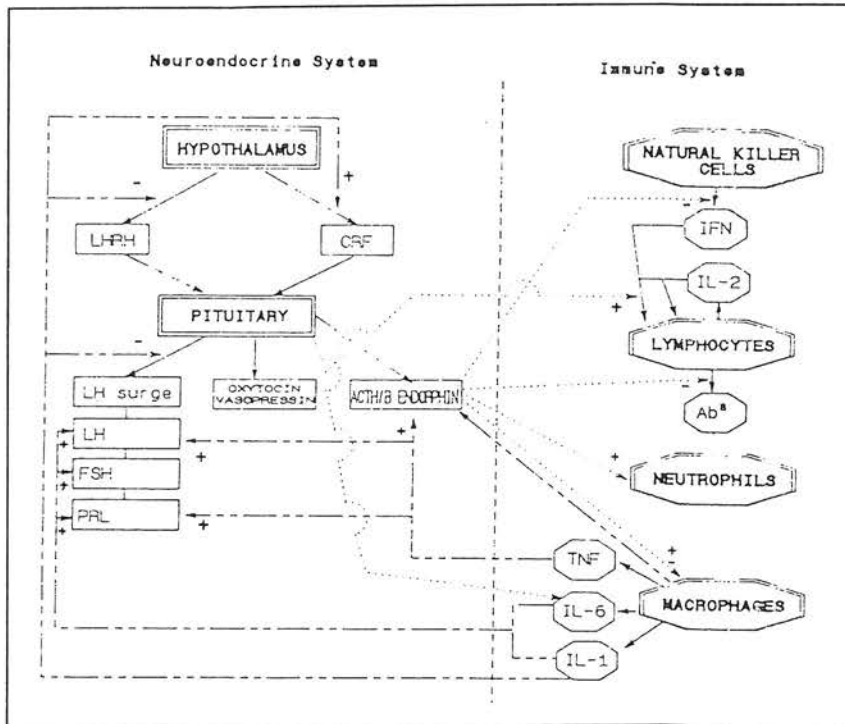 Neuroendocrine System
Immune System
HYPOTHALAMUS
NATURAL KILLER
CELLS
-
+
-
LHRH
CRF
IFN
IL-2
+
PITUITARY
LYMPHOCYTES
-
LH surge
OXYTOCIN
VASOPRESSIN
ACTH/B ENDORPHIN
-
Ab
LH
+
+
+
+
NEUTROPHILS
FSH
+
PRL
+
+
TNF
+
-
IL-6
MACROPHAGES
IL-1